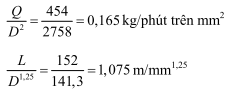 Q/D² = 454/2758 = 0,165 kg/phút trên mm²
L/D^1,25 = 152/141,3 = 1,075 m/mm^1,25